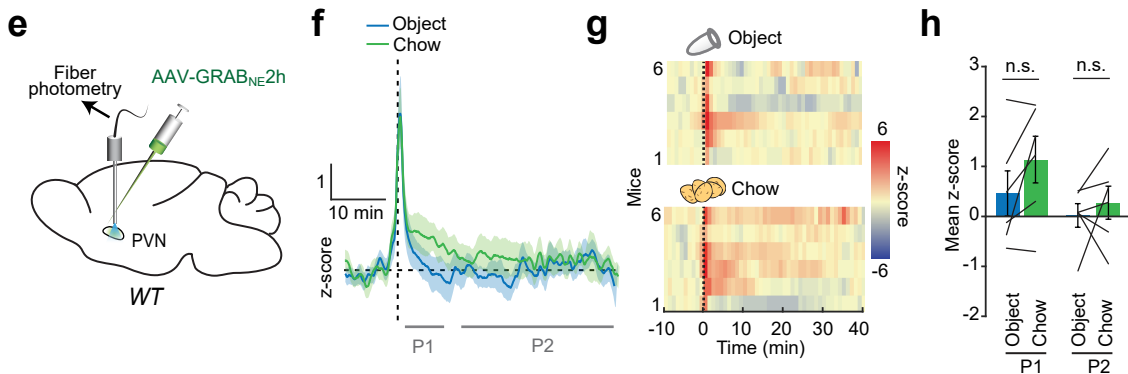 e
Fiber
photometry
AAV-GRABNE2h
PVN
WT
f
Object
Chow
1
10 min
z-score
P1
P2
g
Object
6
1
Mice
Chow
6
1
-10 0 10 20 30 40
Time (min)
6
z-score
-6
h
n.s. n.s.
3
2
1
0
-1
-2
Mean z-score
Object
Chow
Object
Chow
P1 P2